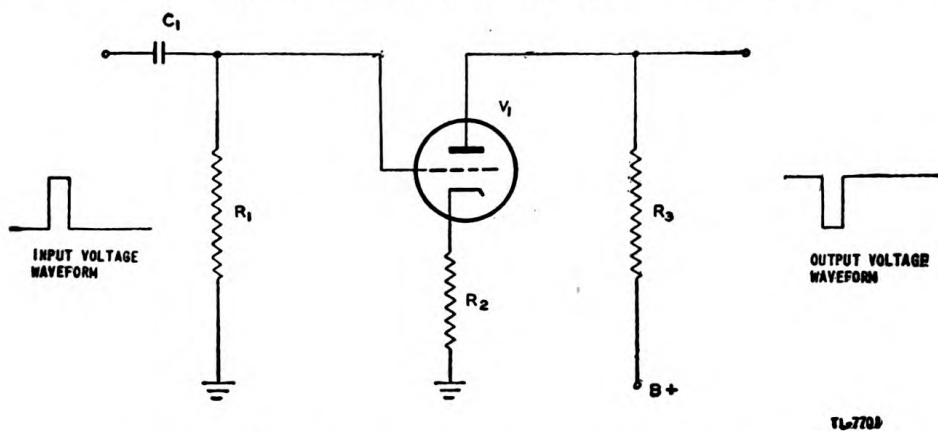 C1
V1
R1
R2
R3
B+
INPUT VOLTAGE
WAVEFORM
OUTPUT VOLTAGE
WAVEFORM